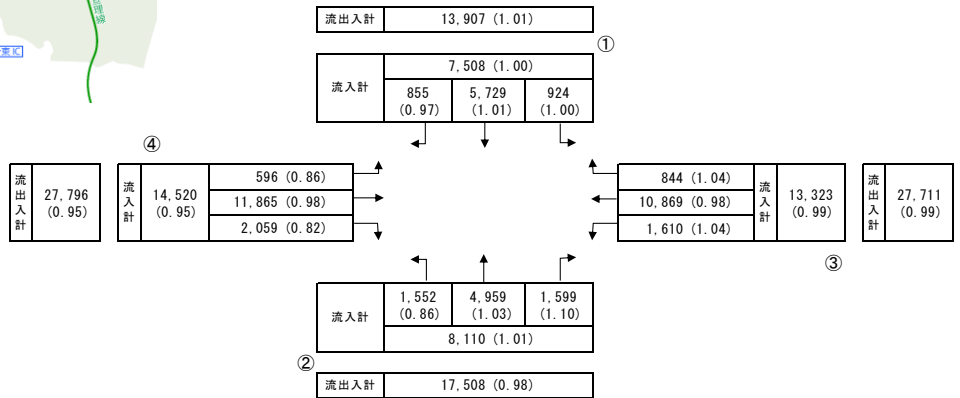 流出入計 13,907 (1.01)
①
流入計 7,508 (1.00)
855 5,729 924
(0.97) (1.01) (1.00)
東IC
④
流出入計 27,796 (0.95)
流入計 14,520 (0.95)
596 (0.86)
11,865 (0.98)
2,059 (0.82)
844 (1.04)
10,869 (0.98)
1,610 (1.04)
流入計 13,323 (0.99)
流出入計 27,711 (0.99)
③
1,552 4,959 1,599
(0.86) (1.03) (1.10)
流入計 8,110 (1.01)
②
流出入計 17,508 (0.98)